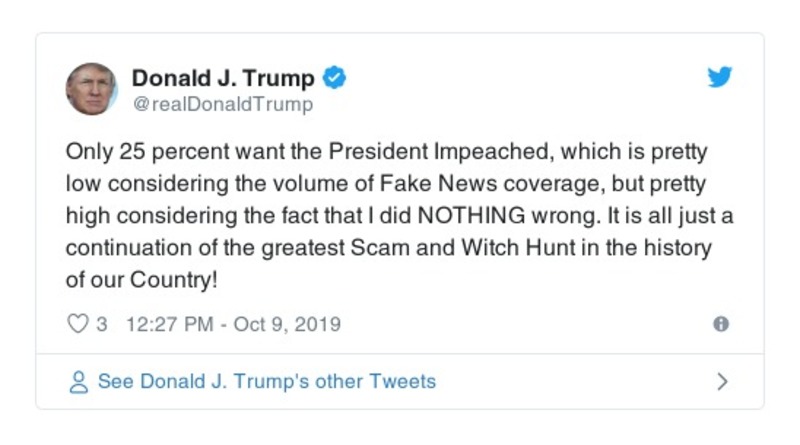 Donald J. Trump
@realDonaldTrump
Only 25 percent want the President Impeached, which is pretty
low considering the volume of Fake News coverage, but pretty
high considering the fact that I did NOTHING wrong. It is all just a
continuation of the greatest Scam and Witch Hunt in the history
of our Country!
3 12:27 PM - Oct 9, 2019
See Donald J. Trump's other Tweets